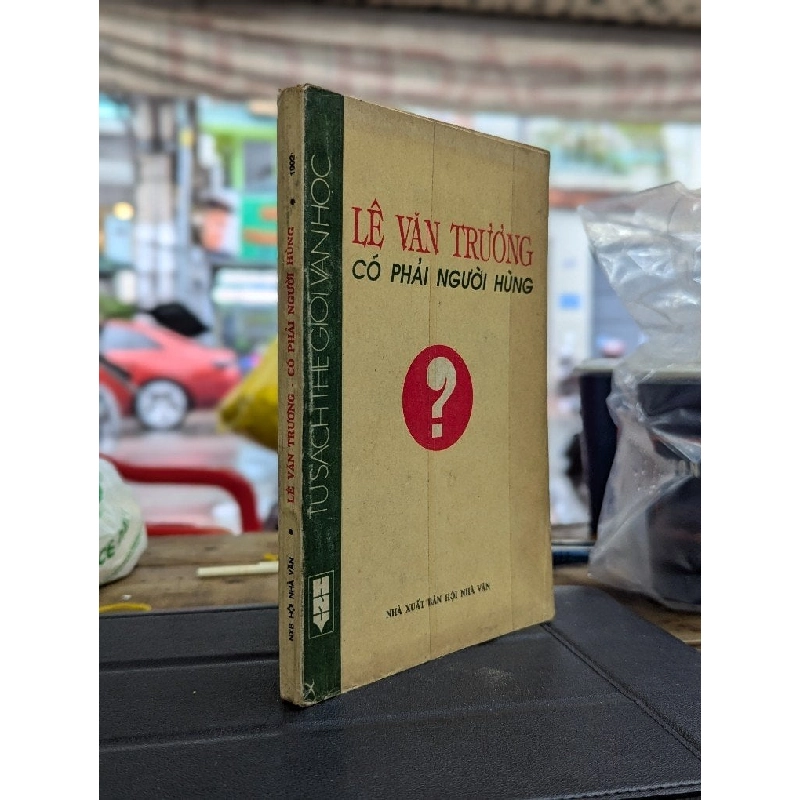 LÊ VĂN TRƯƠNG
CÓ PHẢI NGƯỜI HÙNG
?
NHÀ XUẤT BẢN HỘI NHÀ VĂN
TỦ SÁCH THẾ GIỚI VĂN HỌC
NXB HỘI NHÀ VĂN • LÊ VĂN TRƯƠNG - CÓ PHẢI NGƯỜI HÙNG •